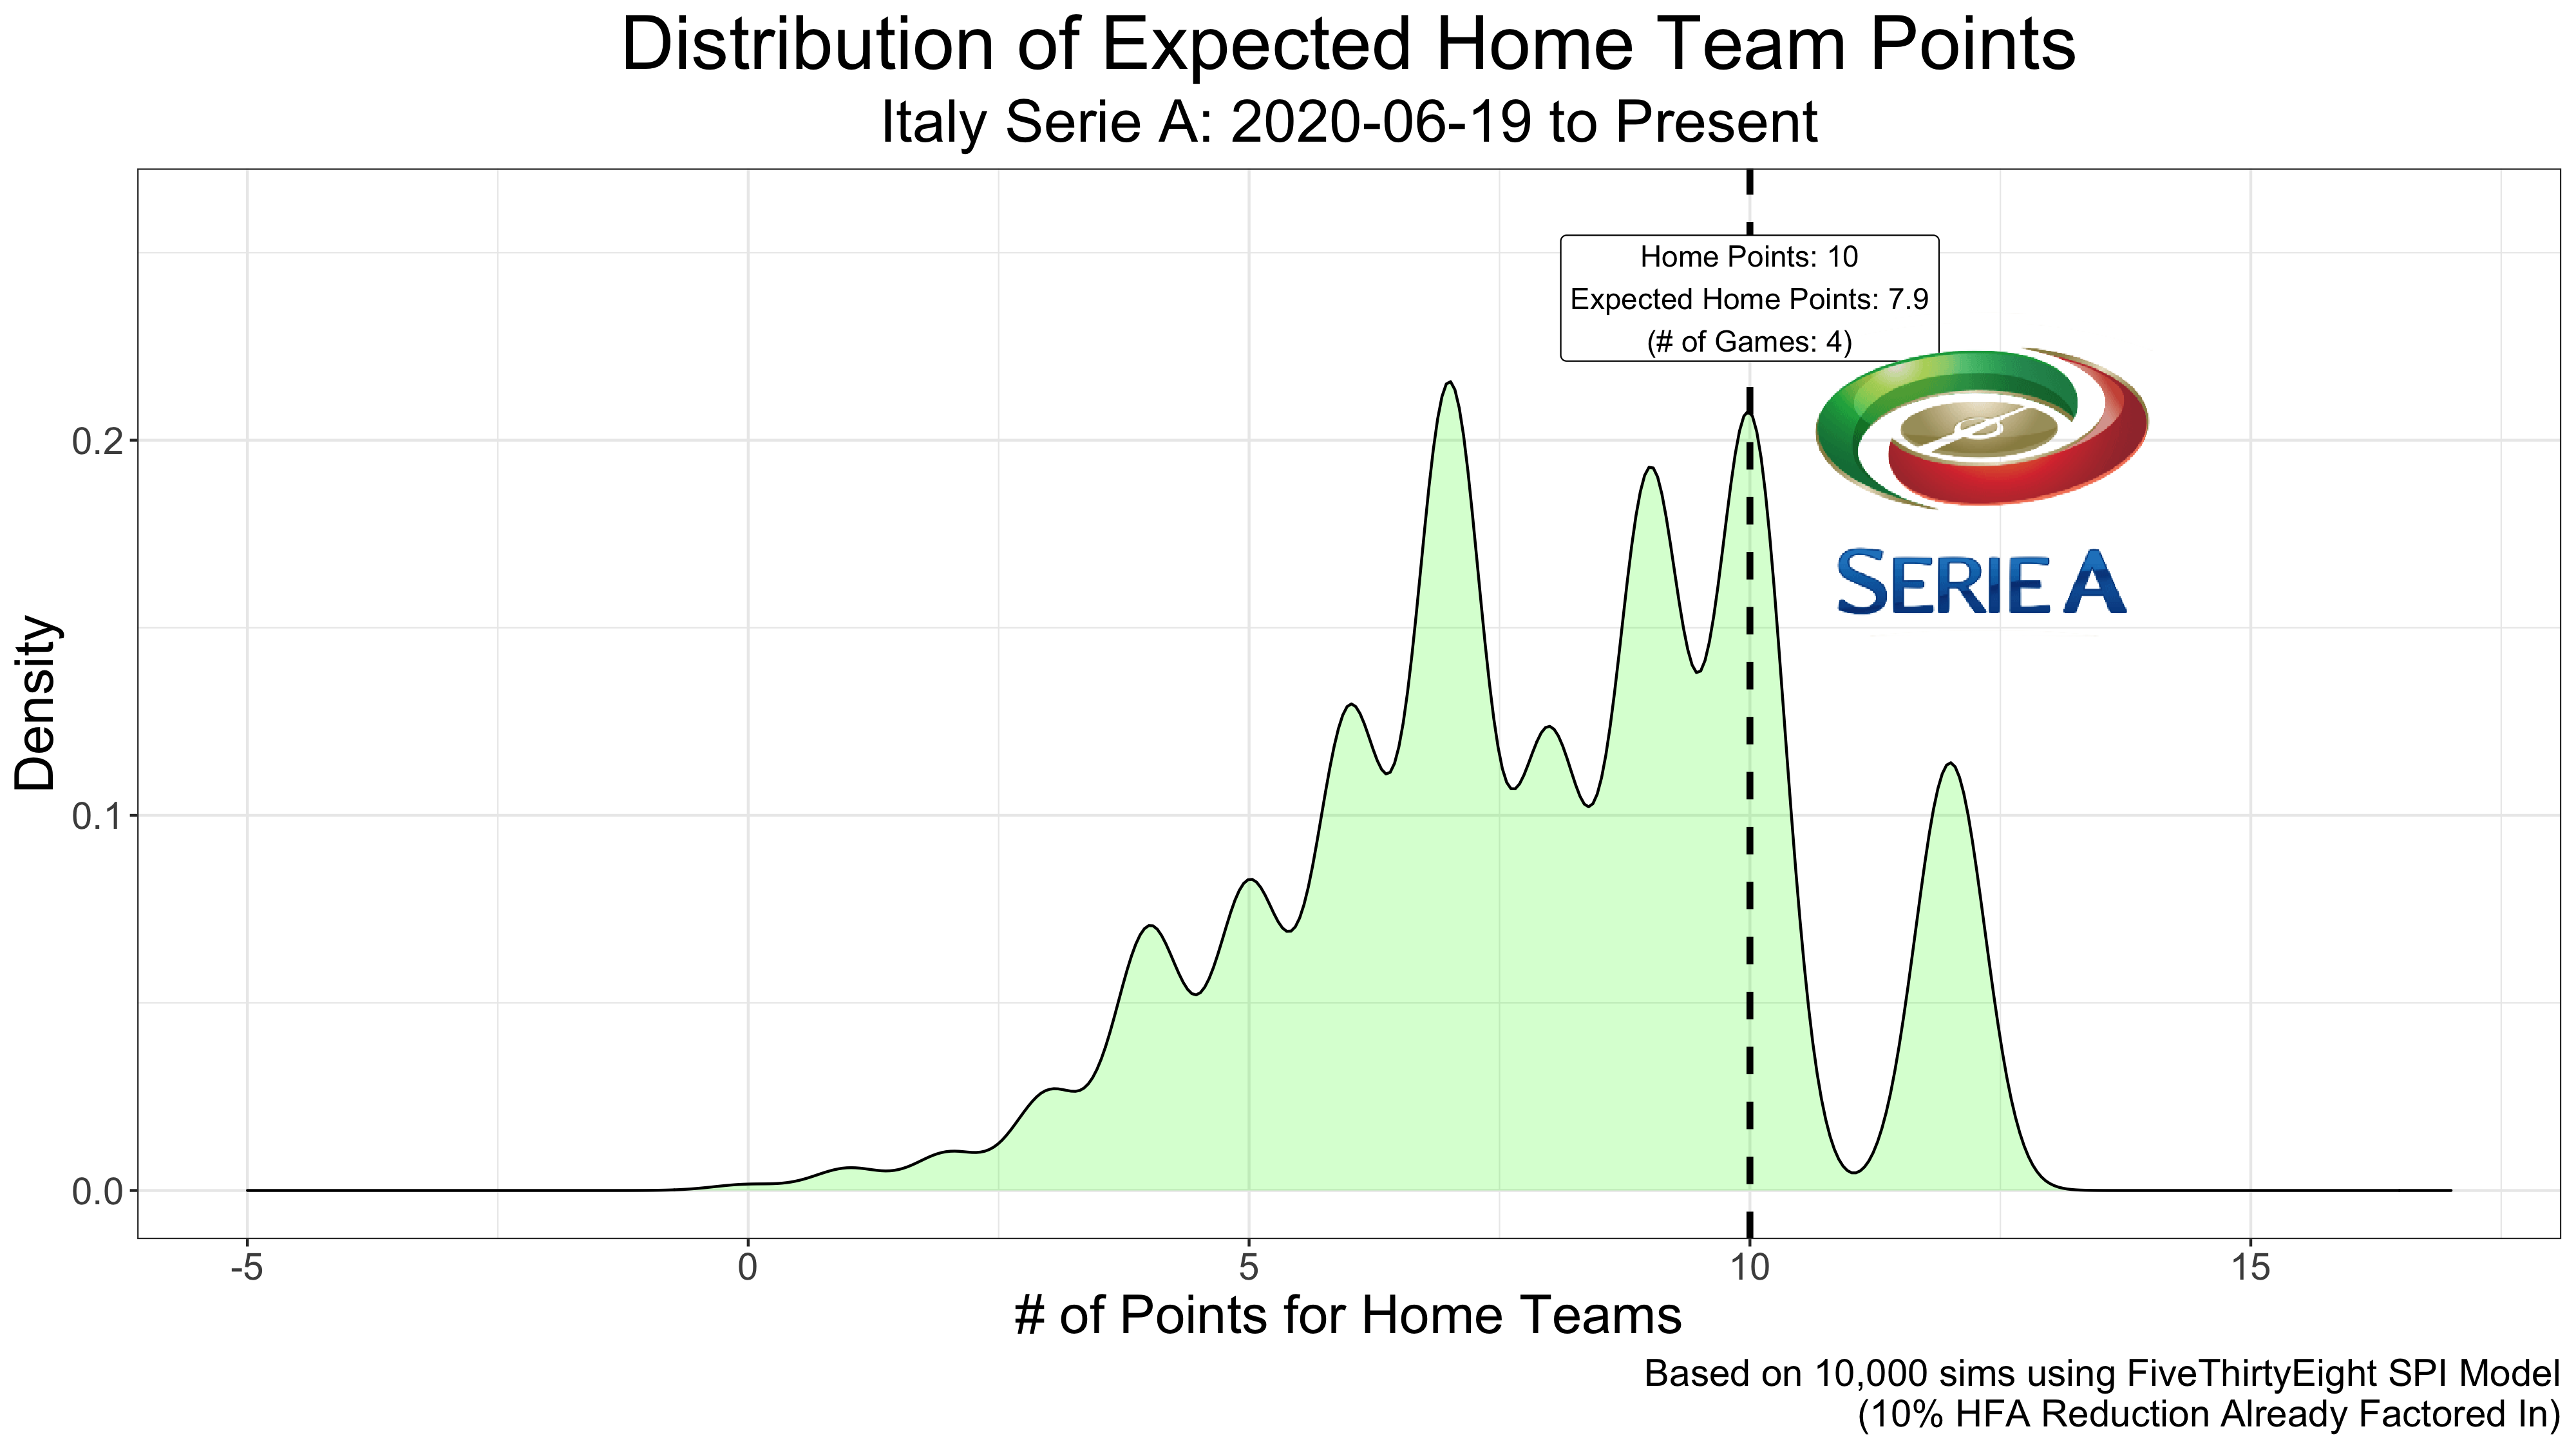 Distribution of Expected Home Team Points
Italy Serie A: 2020-06-19 to Present
Home Points: 10
Expected Home Points: 7.9
(# of Games: 4)
SERIE A
Density
0.2
0.1
0.0
-5 0 5 10 15
# of Points for Home Teams
Based on 10,000 sims using FiveThirtyEight SPI Model
(10% HFA Reduction Already Factored In)